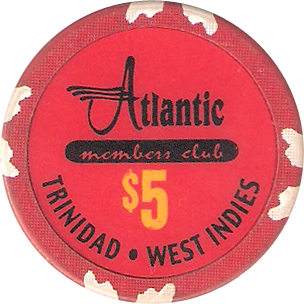 Atlantic
members club
$5
TRINIDAD • WEST INDIES